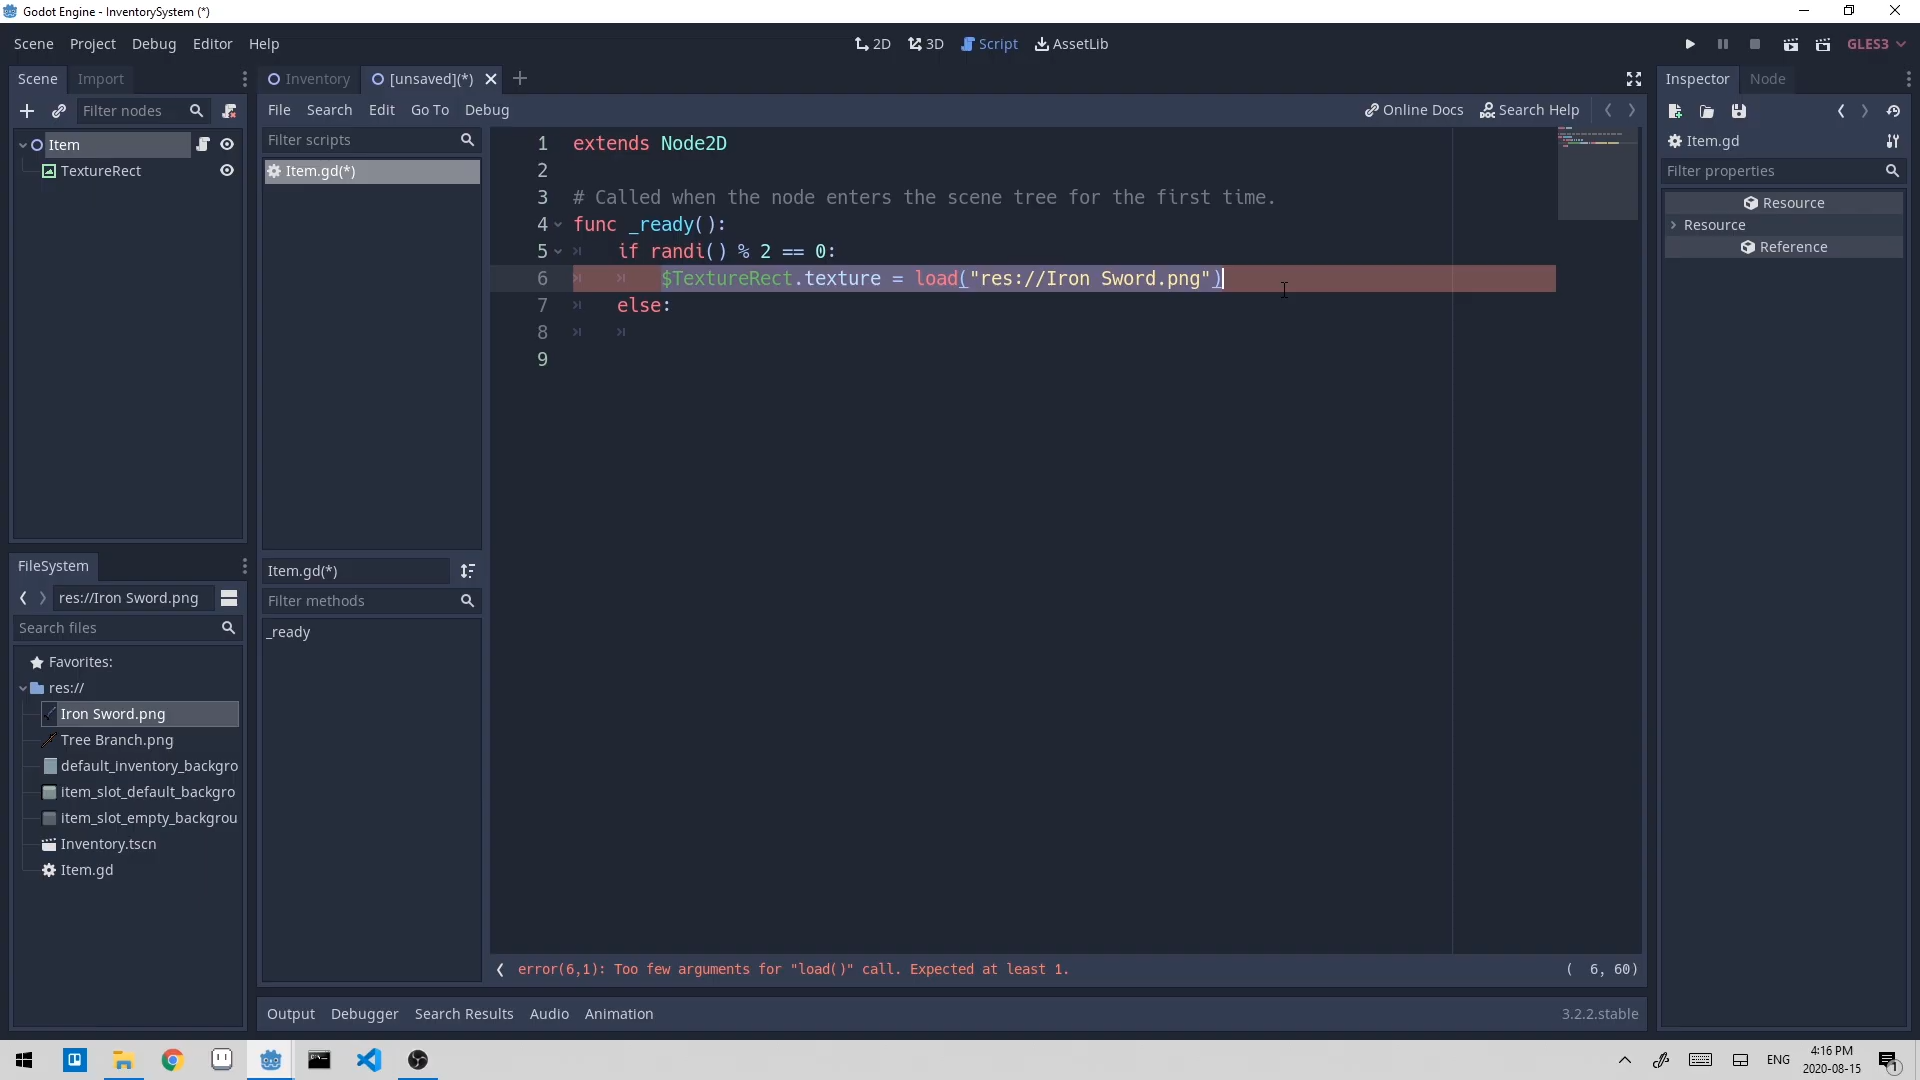 Godot Engine - InventorySystem (*)
Scene Project Debug Editor Help
2D 3D Script AssetLib
GLES3
Scene Import
Filter nodes
Item
TextureRect
Inventory [unsaved](*)
File Search Edit Go To Debug
Online Docs Search Help
Filter scripts
Item.gd(*)
Item.gd(*)
Filter methods
_ready
1 extends Node2D
2
3 # Called when the node enters the scene tree for the first time.
4 func _ready():
5 if randi() % 2 == 0:
6 $TextureRect.texture = load("res://Iron Sword.png")
7 else:
8
9
error(6,1): Too few arguments for "load()" call. Expected at least 1.
( 6, 60)
Output Debugger Search Results Audio Animation
3.2.2.stable
Inspector Node
Item.gd
Filter properties
Resource
Resource
Reference
FileSystem
res://Iron Sword.png
Search files
Favorites:
res://
Iron Sword.png
Tree Branch.png
default_inventory_backgro
item_slot_default_backgro
item_slot_empty_backgrou
Inventory.tscn
Item.gd
ENG
4:16 PM
2020-08-15
1